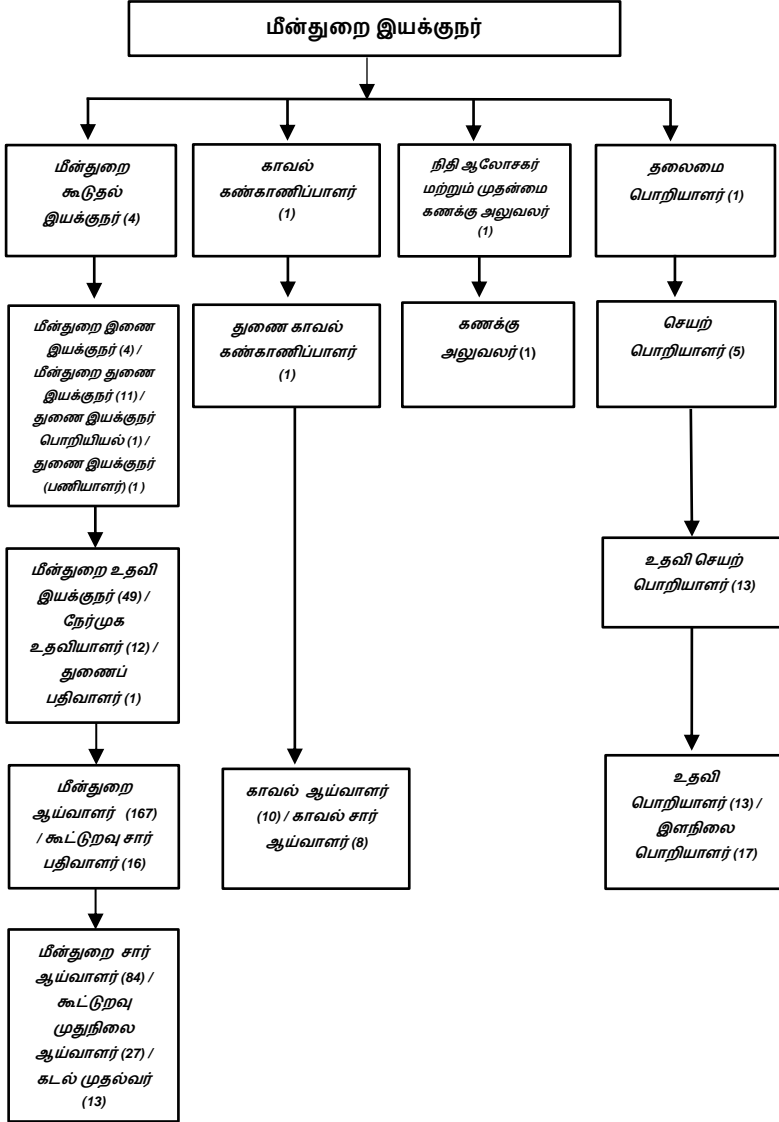 மீன்துறை இயக்குநர்
மீன்துறை
கூடுதல்
இயக்குநர் (4)
காவல்
கண்காணிப்பாளர்
(1)
நிதி ஆலோசகர்
மற்றும் முதன்மை
கணக்கு அலுவலர்
(1)
தலைமை
பொறியாளர் (1)
மீன்துறை இணை
இயக்குநர் (4) /
மீன்துறை துணை
இயக்குநர் (11) /
துணை இயக்குநர்
பொறியியல் (1) /
துணை இயக்குநர்
(பணியாளர்) (1 )
துணை காவல்
கண்காணிப்பாளர்
(1)
கணக்கு
அலுவலர் (1)
செயற்
பொறியாளர் (5)
மீன்துறை உதவி
இயக்குநர் (49) /
நேர்முக
உதவியாளர் (12) /
துணைப்
பதிவாளர் (1)
உதவி செயற்
பொறியாளர் (13)
மீன்துறை
ஆய்வாளர் (167)
/ கூட்டுறவு சார்
பதிவாளர் (16)
காவல் ஆய்வாளர்
(10) / காவல் சார்
ஆய்வாளர் (8)
உதவி
பொறியாளர் (13) /
இளநிலை
பொறியாளர் (17)
மீன்துறை சார்
ஆய்வாளர் (84) /
கூட்டுறவு
முதுநிலை
ஆய்வாளர் (27) /
கடல் முதல்வர்
(13)